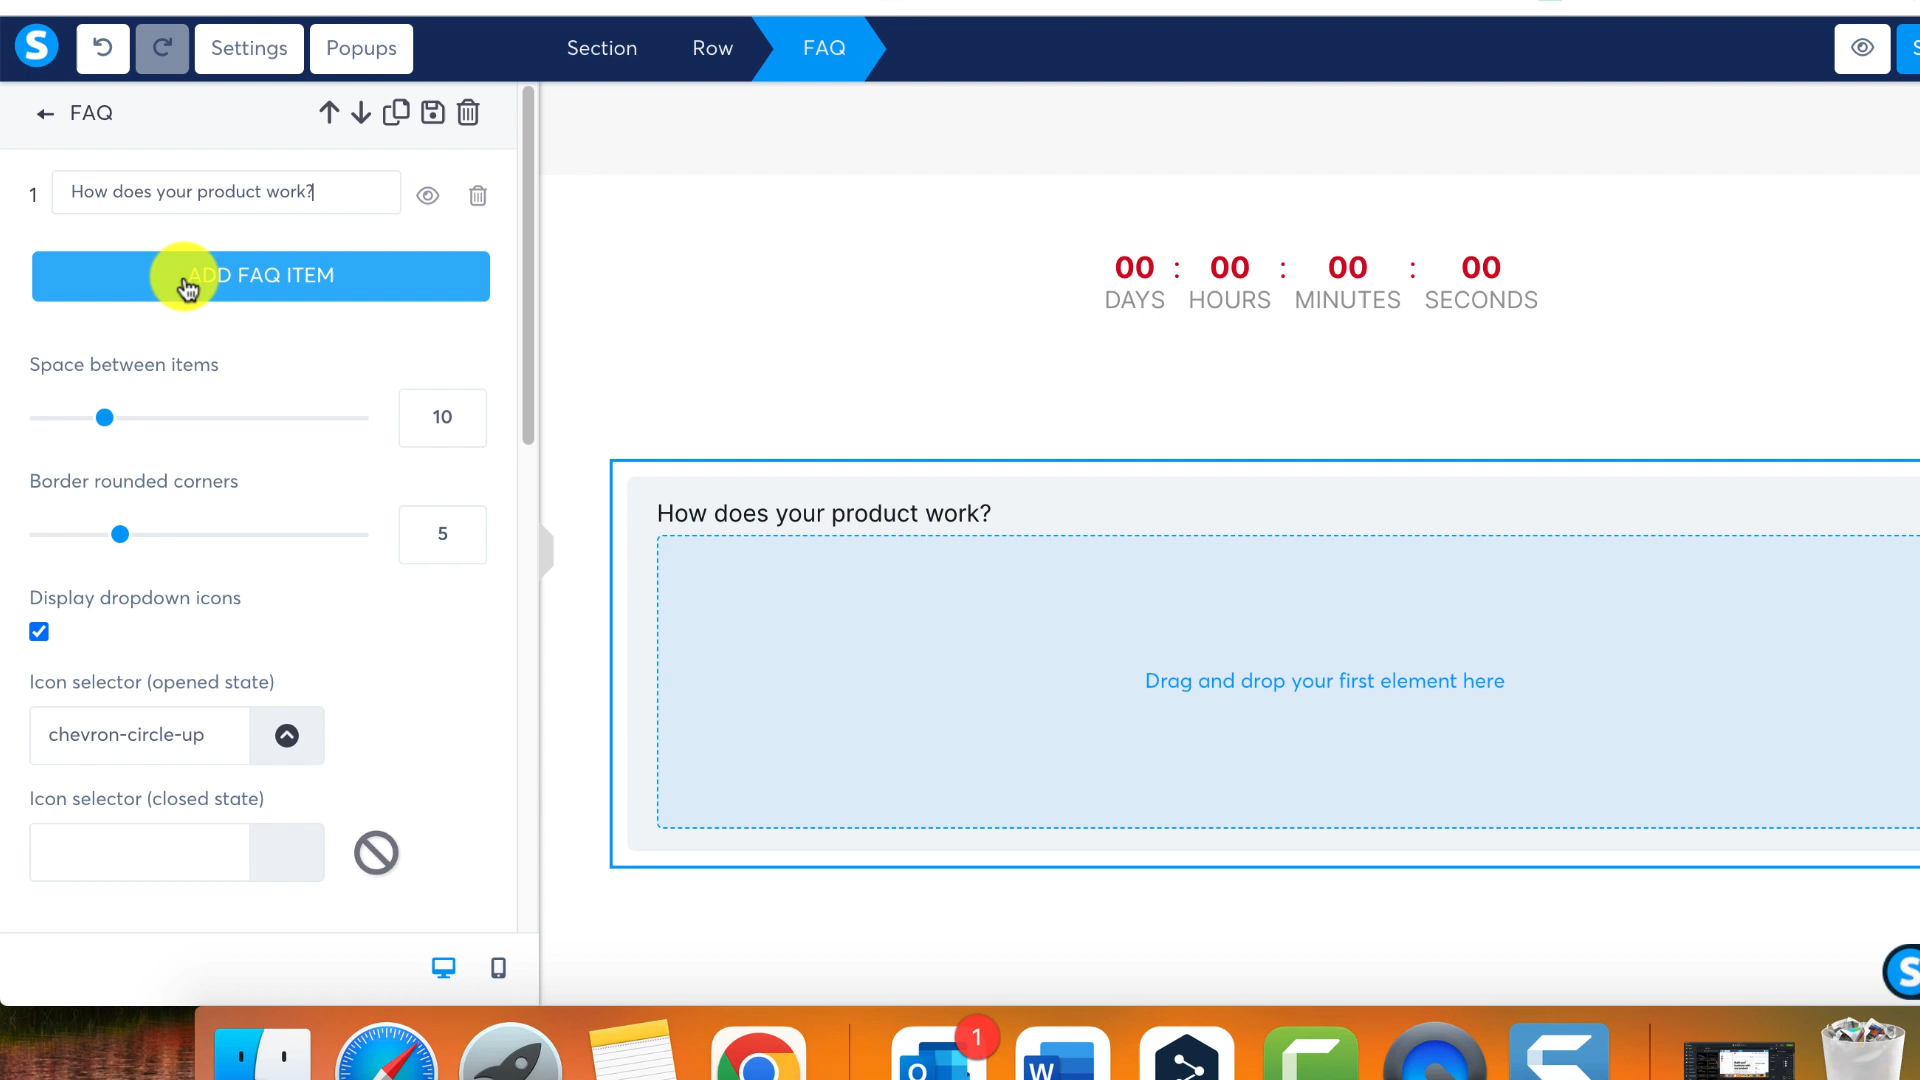 S
Settings
Popups
Section
Row
FAQ
S
FAQ
1
How does your product work?
ADD FAQ ITEM
Space between items
10
Border rounded corners
5
Display dropdown icons
Icon selector (opened state)
chevron-circle-up
Icon selector (closed state)
00 : 00 : 00 : 00
DAYS HOURS MINUTES SECONDS
How does your product work?
Drag and drop your first element here
S
1
O
W